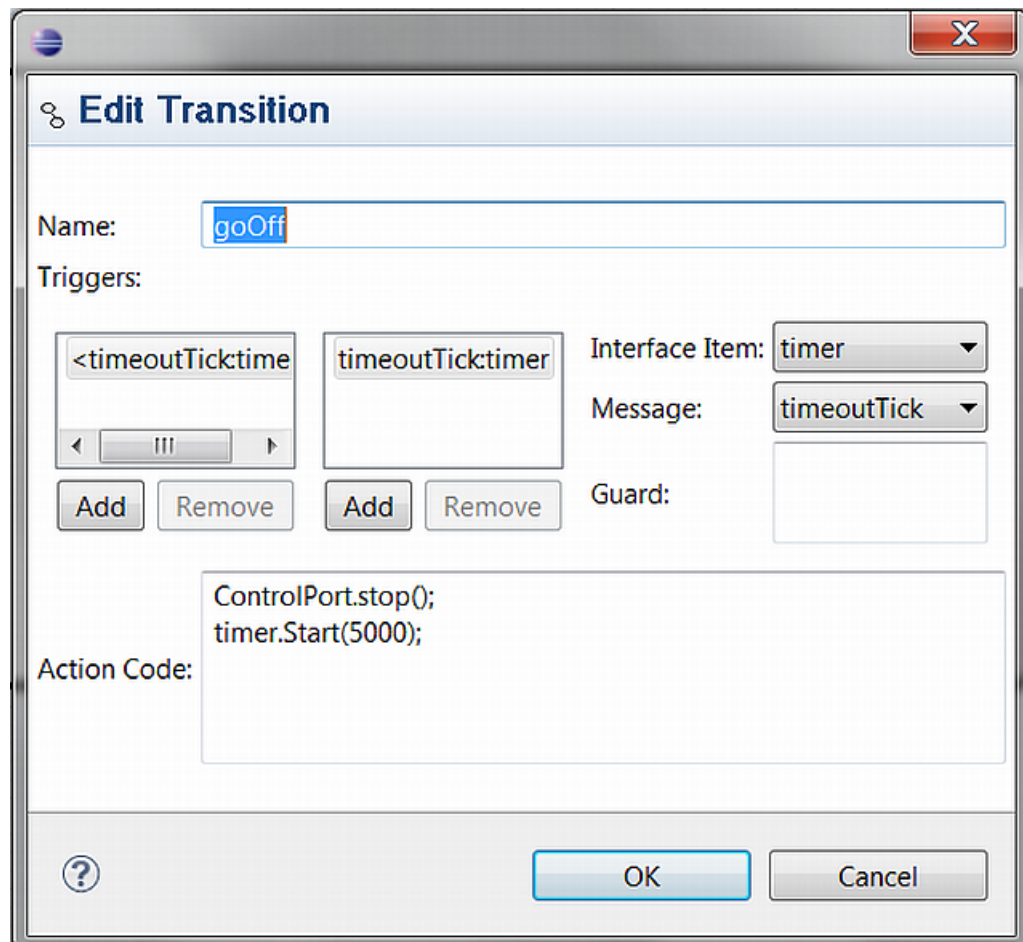 Edit Transition
Name: goOff
Triggers:
<timeoutTick:time timeoutTick:timer Interface Item: timer
Message: timeoutTick
Add Remove Add Remove Guard:
ControlPort.stop();
timer.Start(5000);
Action Code:
OK Cancel